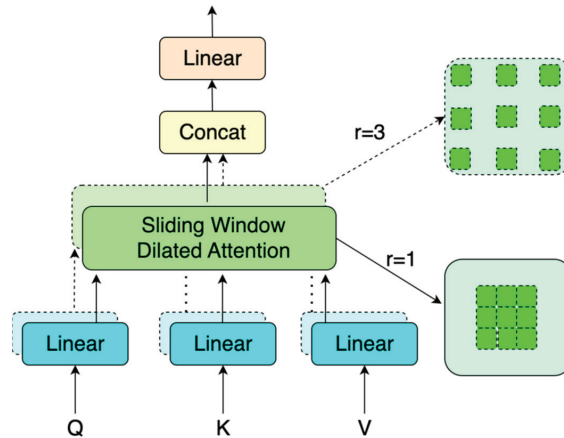 Linear
Concat
r=3
Sliding Window
Dilated Attention
r=1
Linear
Linear
Linear
Q
K
V